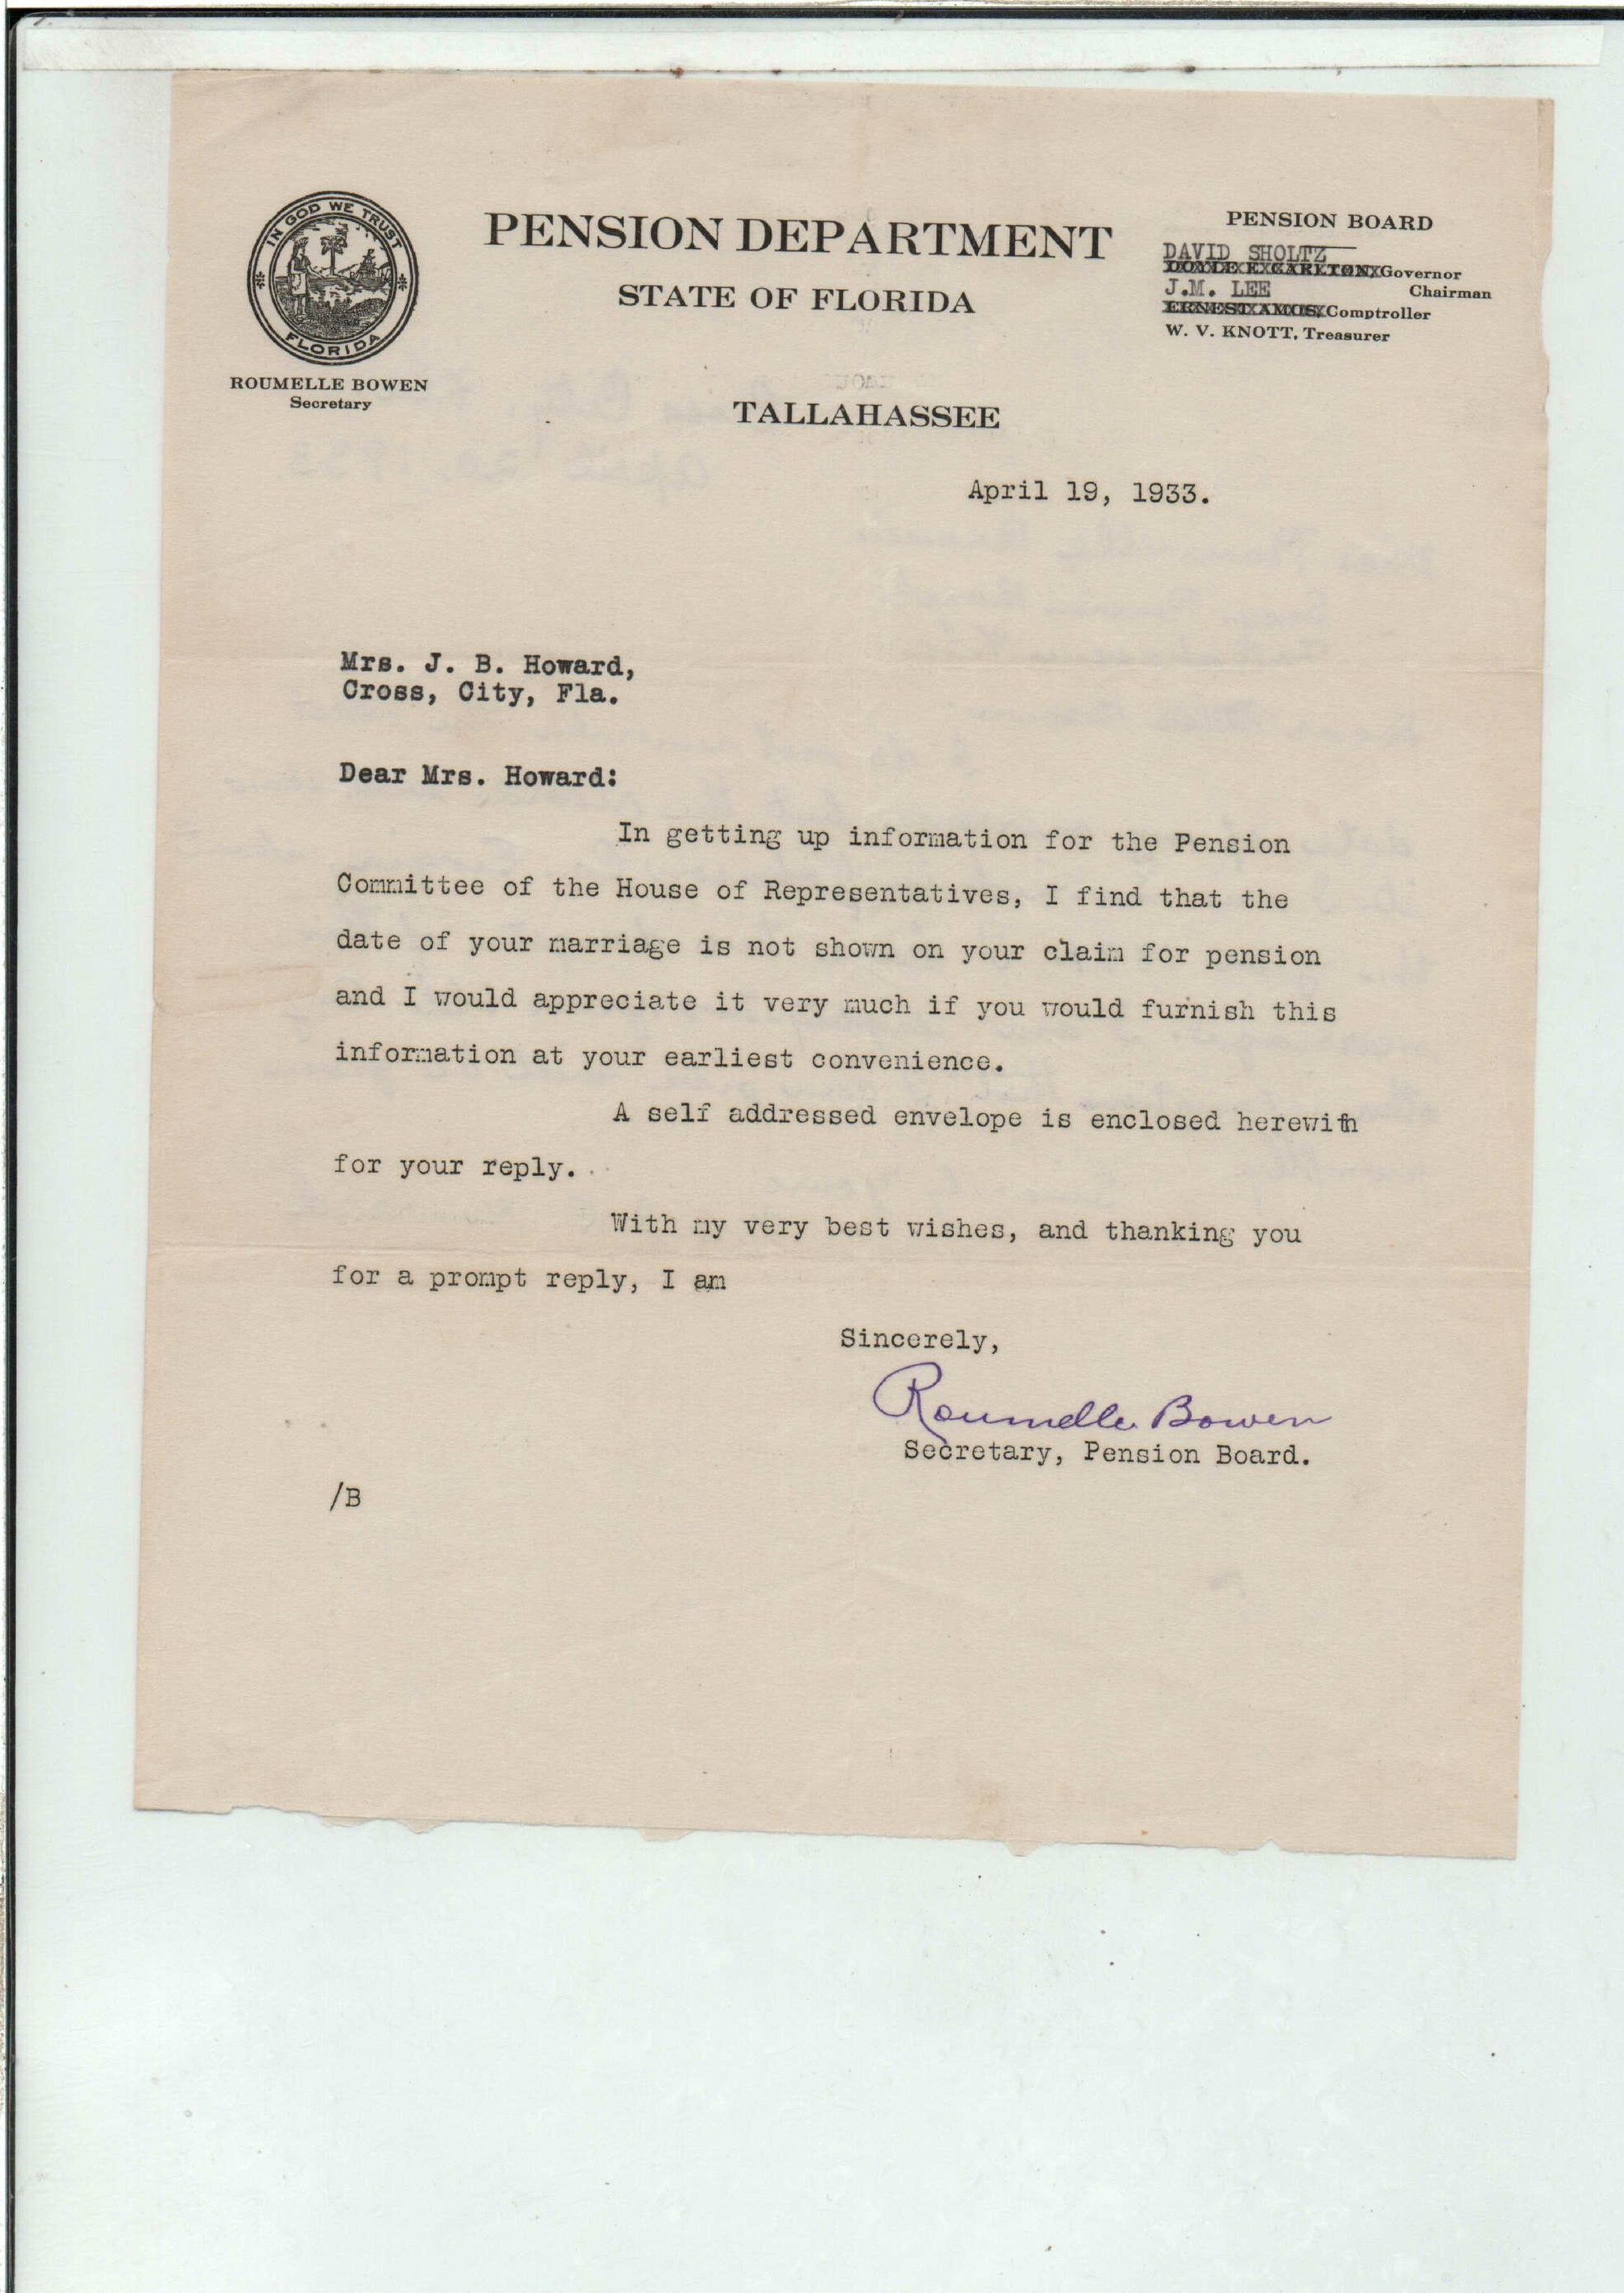 IN GOD WE TRUST
FLORIDA
ROUMELLE BOWEN
Secretary
PENSION DEPARTMENT
STATE OF FLORIDA
TALLAHASSEE
PENSION BOARD
DAVID SHOLTZ
DOYLE E. CARLTON, Governor
Chairman
J.M. LEE
ERNEST AMOS, Comptroller
W. V. KNOTT, Treasurer
April 19, 1933.
Mrs. J. B. Howard,
Cross, City, Fla.
Dear Mrs. Howard:
In getting up information for the Pension
Committee of the House of Representatives, I find that the
date of your marriage is not shown on your claim for pension
and I would appreciate it very much if you would furnish this
information at your earliest convenience.
A self addressed envelope is enclosed herewith
for your reply.
With my very best wishes, and thanking you
for a prompt reply, I am
Sincerely,
Roumelle Bowen
Secretary, Pension Board.
/B